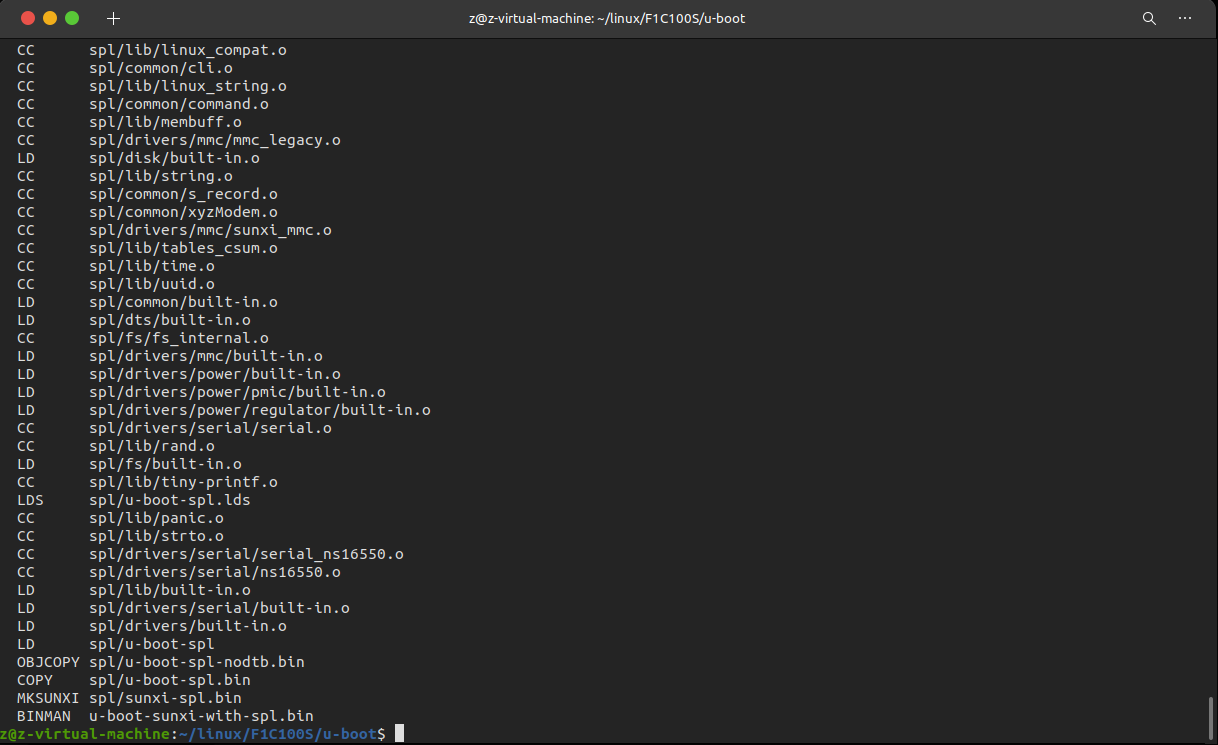 z@z-virtual-machine: ~/linux/F1C100S/u-boot
CC      spl/lib/linux_compat.o
CC      spl/common/cli.o
CC      spl/lib/linux_string.o
CC      spl/common/command.o
CC      spl/lib/membuff.o
CC      spl/drivers/mmc/mmc_legacy.o
LD      spl/disk/built-in.o
CC      spl/lib/string.o
CC      spl/common/s_record.o
CC      spl/common/xyzModem.o
CC      spl/drivers/mmc/sunxi_mmc.o
CC      spl/lib/tables_csum.o
CC      spl/lib/time.o
CC      spl/lib/uuid.o
LD      spl/common/built-in.o
LD      spl/dts/built-in.o
CC      spl/fs/fs_internal.o
LD      spl/drivers/mmc/built-in.o
LD      spl/drivers/power/built-in.o
LD      spl/drivers/power/pmic/built-in.o
LD      spl/drivers/power/regulator/built-in.o
CC      spl/drivers/serial/serial.o
CC      spl/lib/rand.o
LD      spl/fs/built-in.o
CC      spl/lib/tiny-printf.o
LDS     spl/u-boot-spl.lds
CC      spl/lib/panic.o
CC      spl/lib/strto.o
CC      spl/drivers/serial/serial_ns16550.o
CC      spl/drivers/serial/ns16550.o
LD      spl/lib/built-in.o
LD      spl/drivers/serial/built-in.o
LD      spl/drivers/built-in.o
LD      spl/u-boot-spl
OBJCOPY spl/u-boot-spl-nodtb.bin
COPY    spl/u-boot-spl.bin
MKSUNXI spl/sunxi-spl.bin
BINMAN  u-boot-sunxi-with-spl.bin
z@z-virtual-machine:~/linux/F1C100S/u-boot$